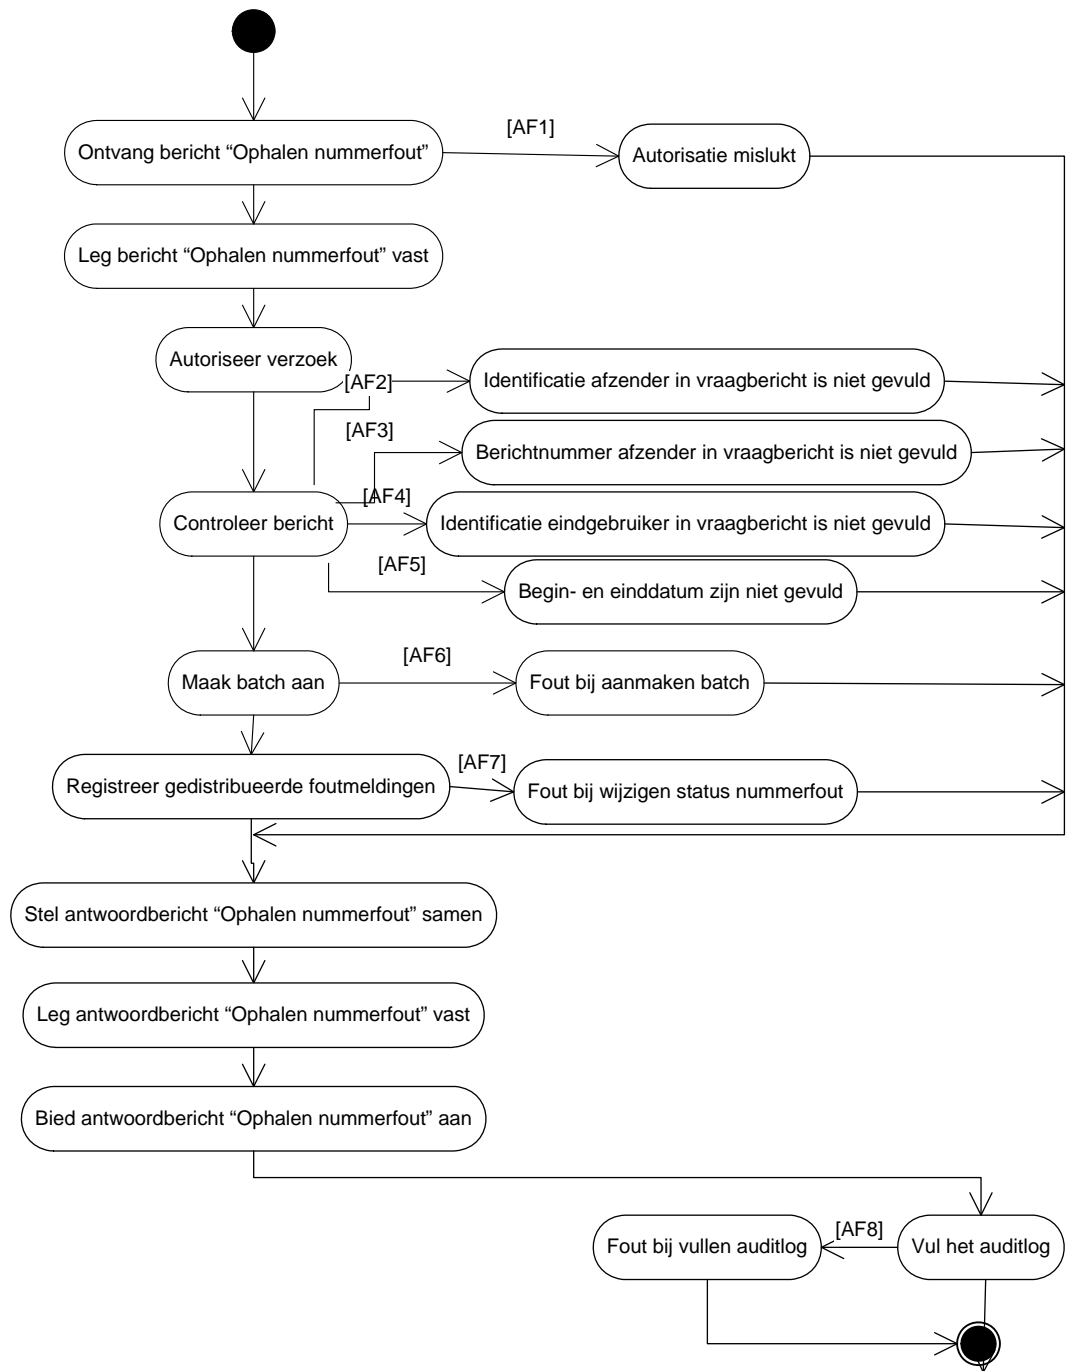 [AF1]
Ontvang bericht “Ophalen nummerfout”
Autorisatie mislukt
Leg bericht “Ophalen nummerfout” vast
Autoriseer verzoek
[AF2]
Identificatie afzender in vraagbericht is niet gevuld
[AF3]
Berichtnummer afzender in vraagbericht is niet gevuld
[AF4]
Controleer bericht
Identificatie eindgebruiker in vraagbericht is niet gevuld
[AF5]
Begin- en einddatum zijn niet gevuld
[AF6]
Maak batch aan
Fout bij aanmaken batch
[AF7]
Registreer gedistribueerde foutmeldingen
Fout bij wijzigen status nummerfout
Stel antwoordbericht “Ophalen nummerfout” samen
Leg antwoordbericht “Ophalen nummerfout” vast
Bied antwoordbericht “Ophalen nummerfout” aan
[AF8]
Fout bij vullen auditlog
Vul het auditlog